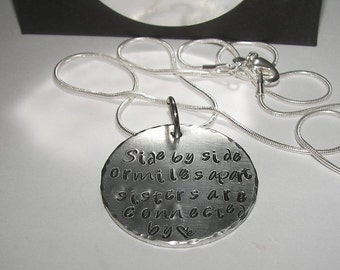 Side by side
or miles apart
sisters are
connected
by